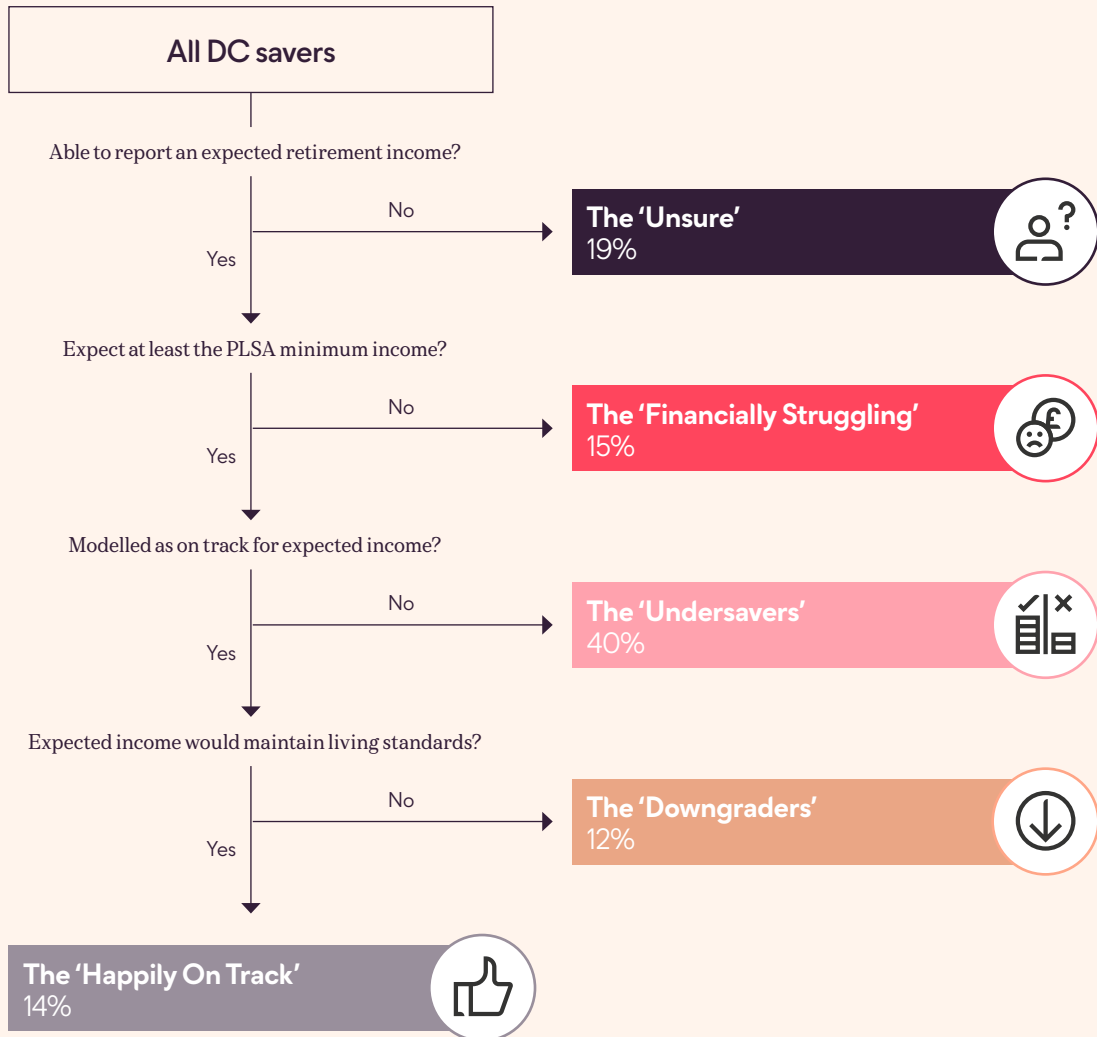 All DC savers
Able to report an expected retirement income?
No
Yes
The ‘Unsure’
19%
?
Expect at least the PLSA minimum income?
No
Yes
The ‘Financially Struggling’
15%
£
Modelled as on track for expected income?
No
Yes
The ‘Undersavers’
40%
Expected income would maintain living standards?
No
Yes
The ‘Downgraders’
12%
The ‘Happily On Track’
14%